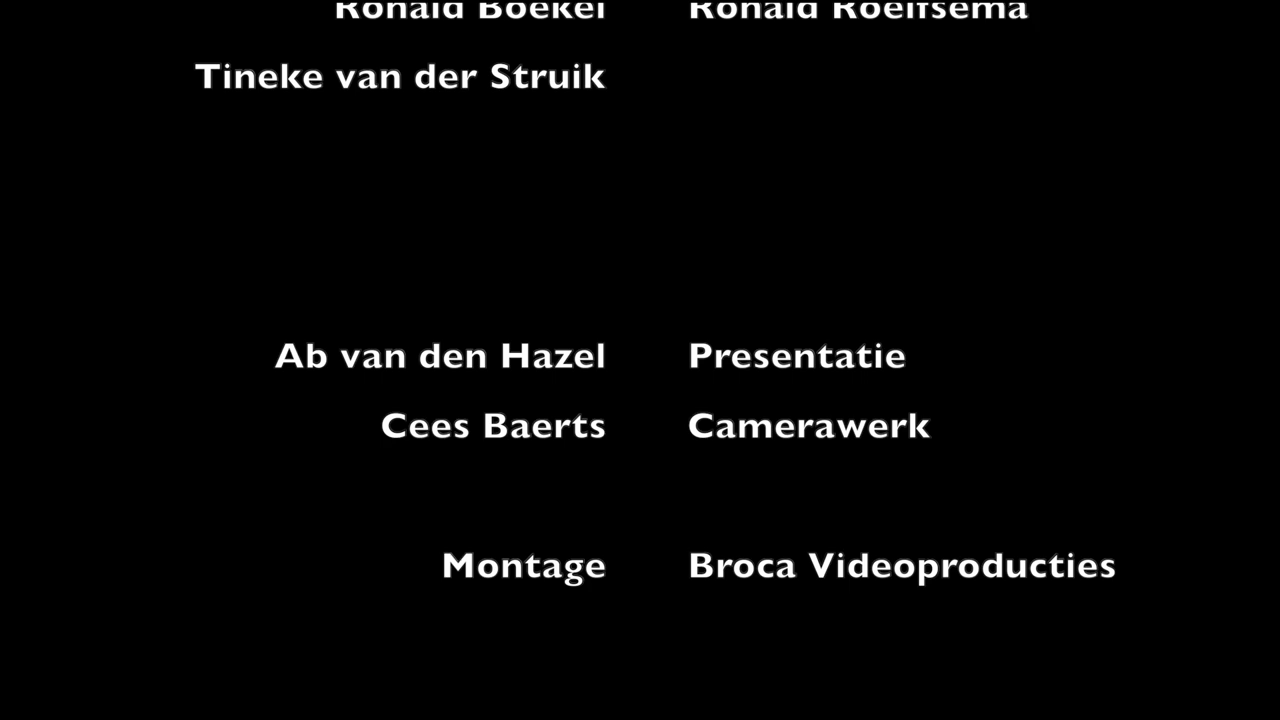 Ronald Boekel Ronald Roelfsema
Tineke van der Struik
Ab van den Hazel Presentatie
Cees Baerts Camerawerk
Montage Broca Videoproducties